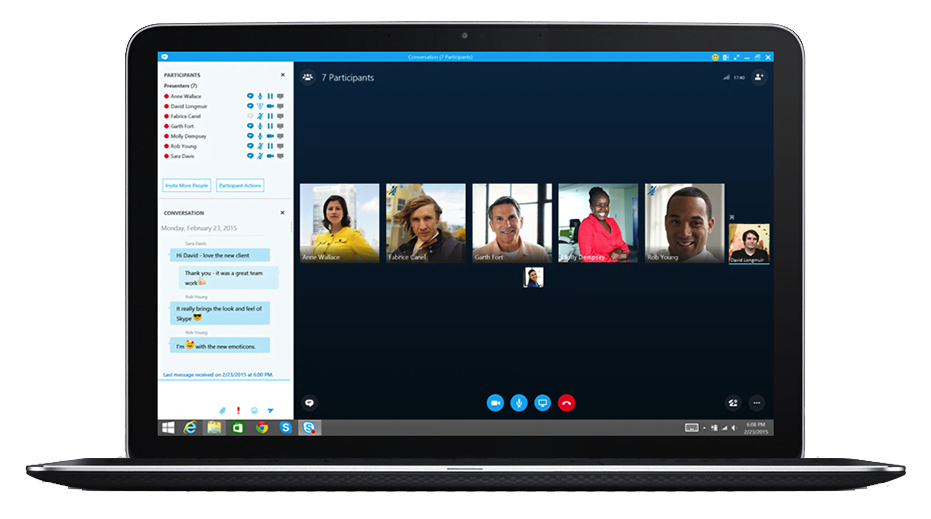 Conversation (7 Participants)
PARTICIPANTS
Presenters (7)
Anne Wallace
David Longmuir
Fabrice Canel
Garth Fort
Molly Dempsey
Rob Young
Sara Davis
Invite More People
Participant Actions
CONVERSATION
Monday, February 23, 2015
Sara Davis
Hi David - love the new client
Thank you - it was a great team
work
Rob Young
It really brings the look and feel of
Skype
Rob Young
I'm with the new emoticons.
Last message received on 2/23/2015 at 6:00 PM.
7 Participants
17:40
Anne Wallace
Fabrice Canel
Garth Fort
Molly Dempsey
Rob Young
David Longmuir
6:08 PM
2/23/2015